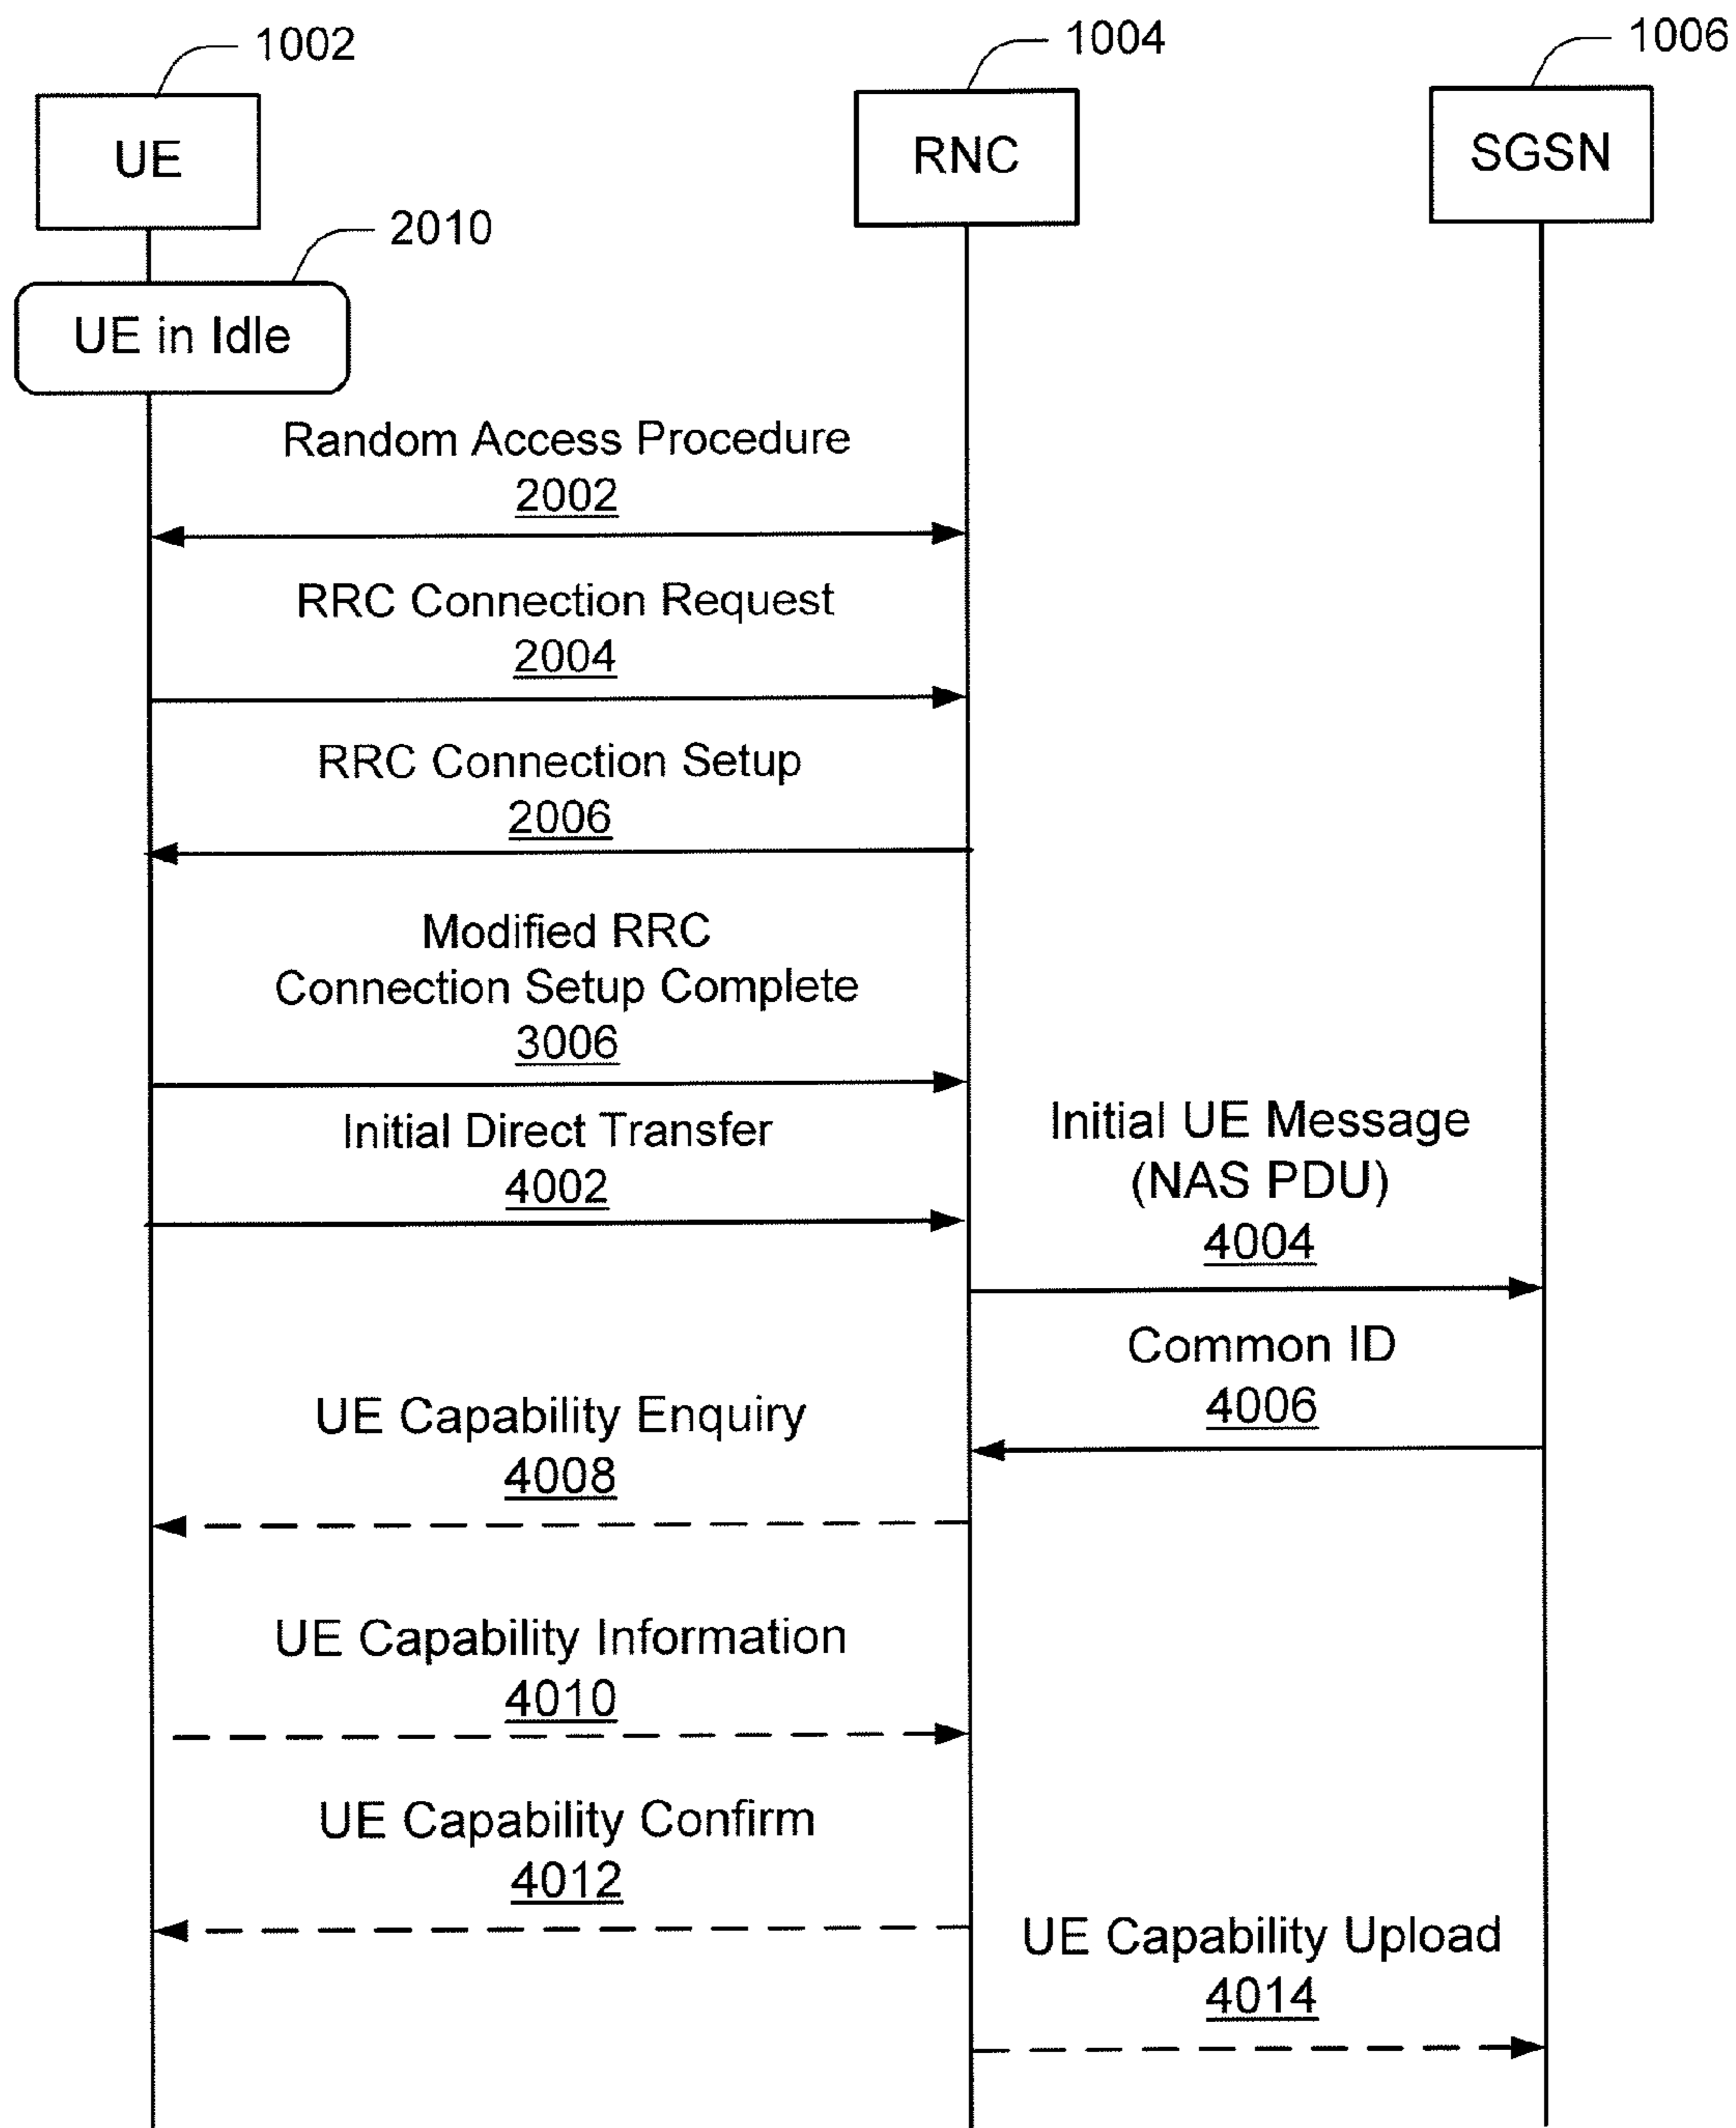 1002
1004
1006
UE
RNC
SGSN
2010
UE in Idle
Random Access Procedure
2002
RRC Connection Request
2004
RRC Connection Setup
2006
Modified RRC
Connection Setup Complete
3006
Initial Direct Transfer
4002
Initial UE Message
(NAS PDU)
4004
Common ID
4006
UE Capability Enquiry
4008
UE Capability Information
4010
UE Capability Confirm
4012
UE Capability Upload
4014